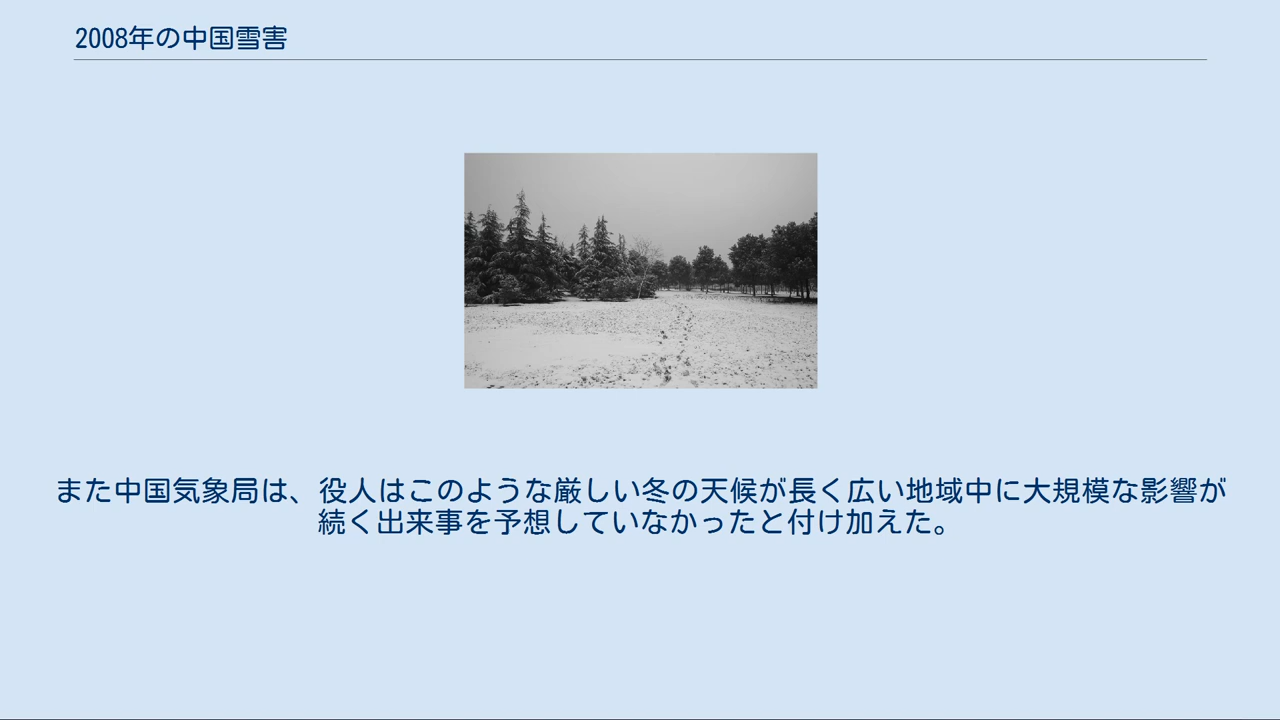 2008年の中国雪害
また中国気象局は、役人はこのような厳しい冬の天候が長く広い地域中に大規模な影響が
続く出来事を予想していなかったと付け加えた。